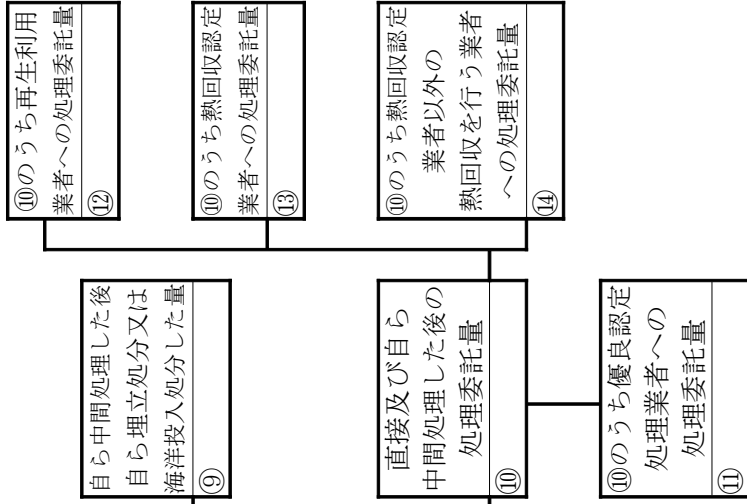 ⑩のうち再生利用
業者への処理委託量
⑫
⑩のうち熱回収認定
業者への処理委託量
⑬
⑩のうち熱回収認定
業者以外の
熱回収を行う業者
への処理委託量
⑭
自ら中間処理した後
自ら埋立処分又は
海洋投入処分した量
⑨
直接及び自ら
中間処理した後の
処理委託量
⑩
⑩のうち優良認定
処理業者への
処理委託量
⑪